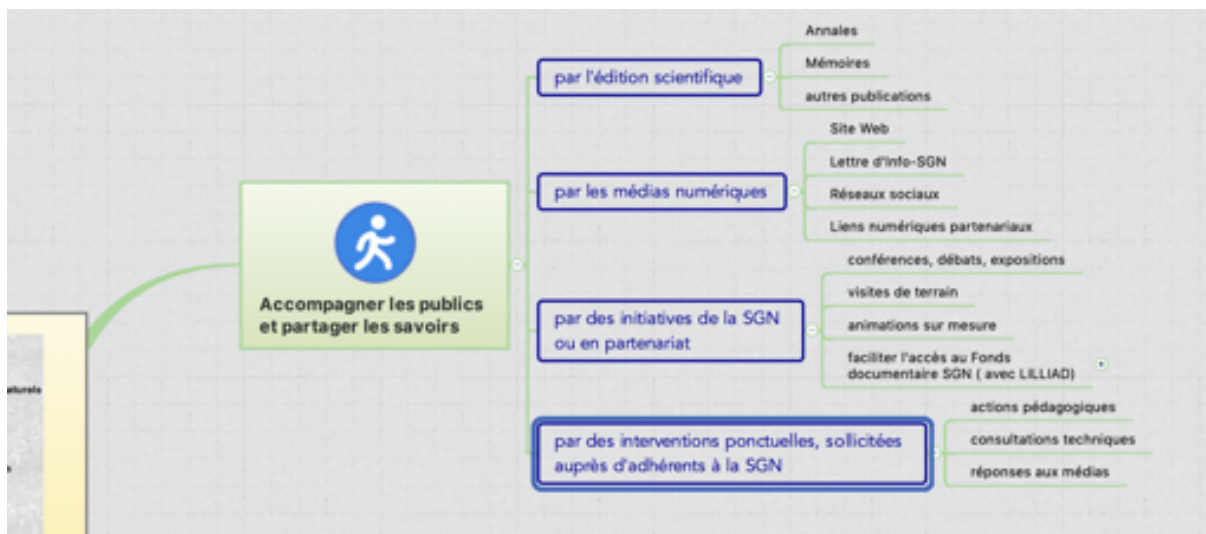 Annales
par l'édition scientifique
Mémoires
autres publications
Site Web
Lettre d'Info-SGN
par les médias numériques
Réseaux sociaux
Liens numériques partenariaux
Accompagner les publics
et partager les savoirs
conférences, débats, expositions
visites de terrain
par des initiatives de la SGN
ou en partenariat
animations sur mesure
faciliter l'accès au Fonds
documentaire SGN ( avec LILLIAD)
actions pédagogiques
par des interventions ponctuelles, sollicitées
auprès d'adhérents à la SGN
consultations techniques
réponses aux médias